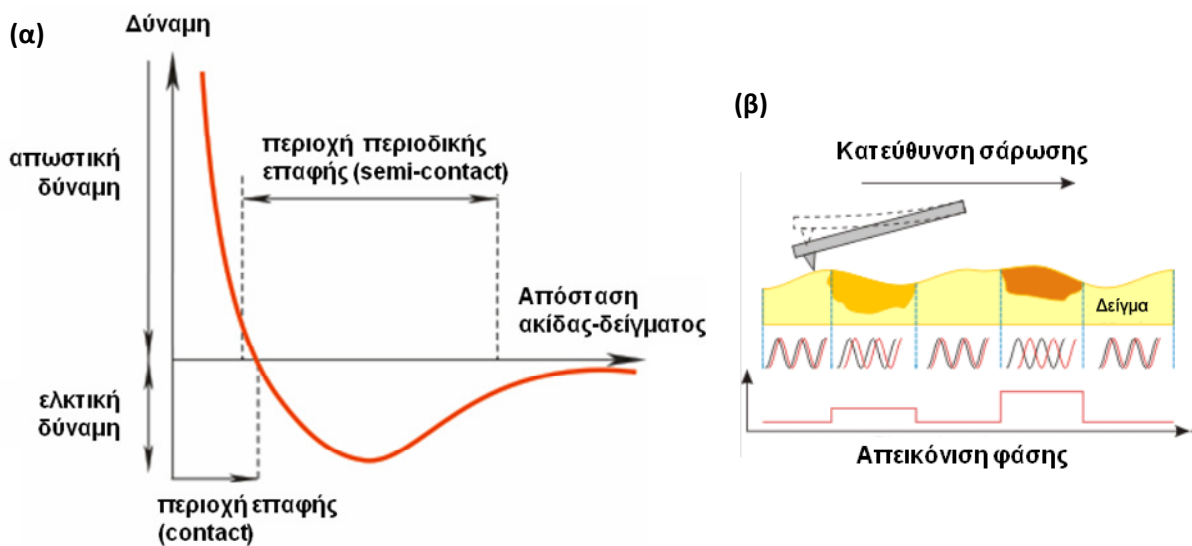 (α)
Δύναμη
απωστική
δύναμη
περιοχή περιοδικής
επαφής (semi-contact)
Απόσταση
ακίδας-δείγματος
ελκτική
δύναμη
περιοχή επαφής
(contact)
(β)
Κατεύθυνση σάρωσης
Δείγμα
Απεικόνιση φάσης